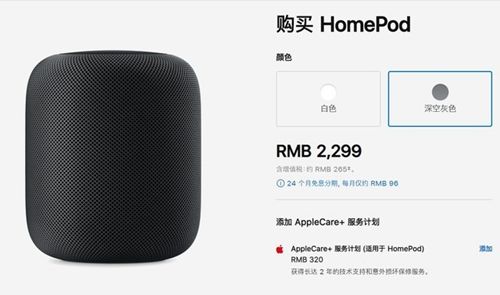 购买 HomePod
颜色
白色
深空灰色
RMB 2,299
含增值税: 约 RMB 265‡。
24 个月免息分期, 每月仅约 RMB 96
添加 AppleCare+ 服务计划
AppleCare+ 服务计划 (适用于 HomePod)
添加
RMB 320
获得长达 2 年的技术支持和意外损坏保修服务。